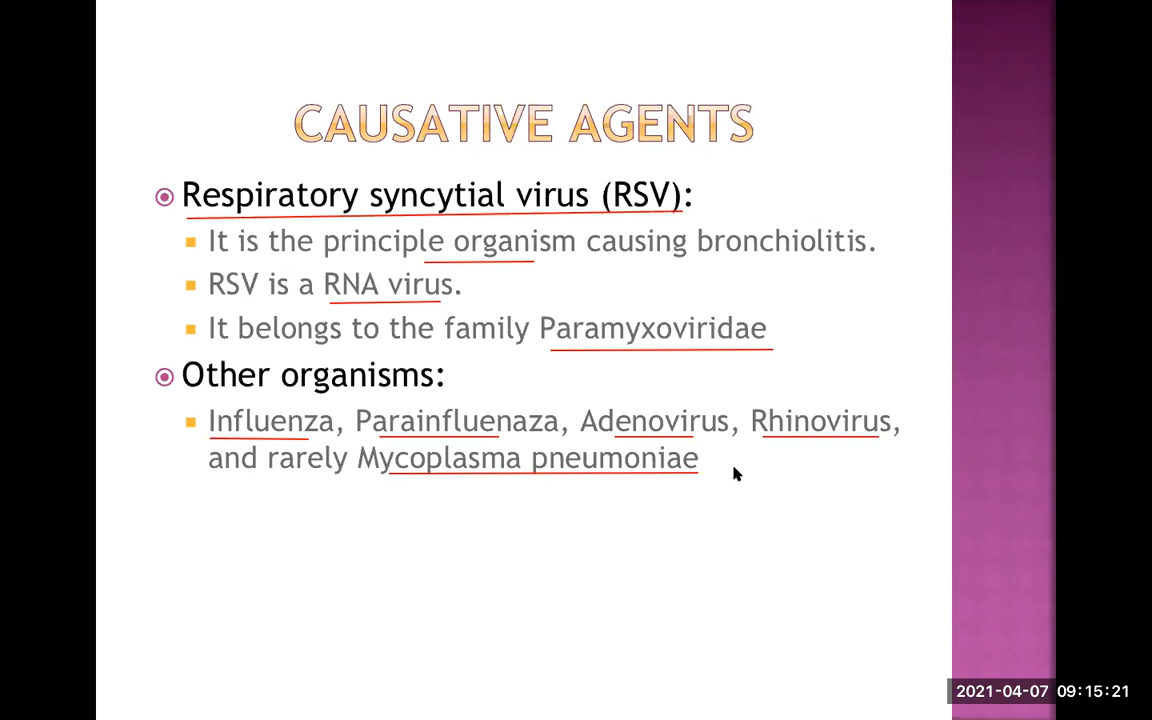 CAUSATIVE AGENTS
Respiratory syncytial virus (RSV):
It is the principle organism causing bronchiolitis.
RSV is a RNA virus.
It belongs to the family Paramyxoviridae
Other organisms:
Influenza, Parainfluenaza, Adenovirus, Rhinovirus,
and rarely Mycoplasma pneumoniae
2021-04-07 09:15:21